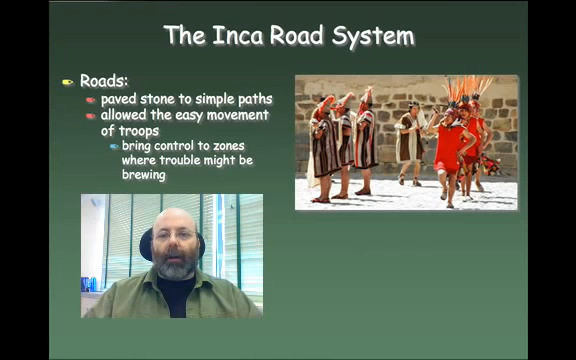 The Inca Road System
Roads:
paved stone to simple paths
allowed the easy movement
of troops
bring control to zones
where trouble might be
brewing